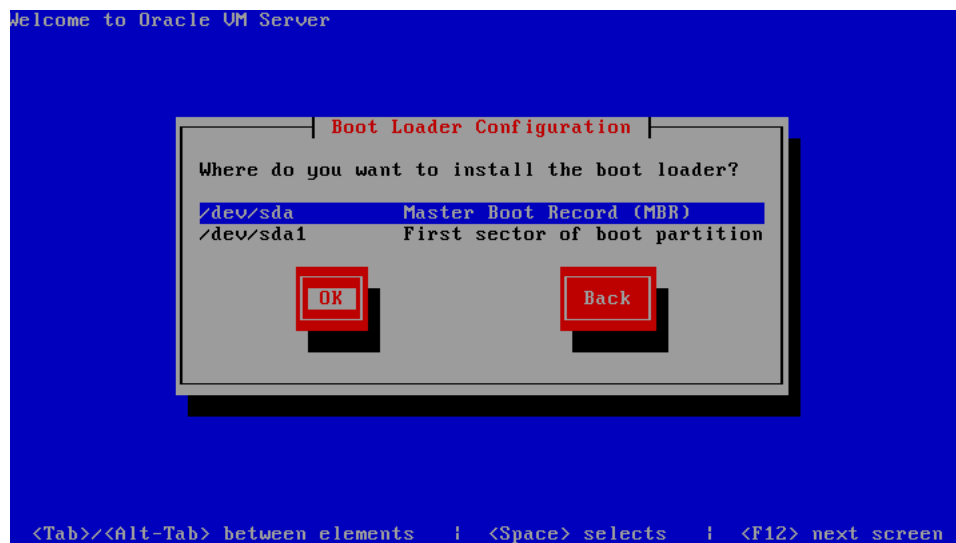 Welcome to Oracle VM Server
Boot Loader Configuration
Where do you want to install the boot loader?
/dev/sda Master Boot Record (MBR)
/dev/sda1 First sector of boot partition
OK Back
<Tab>/<Alt-Tab> between elements | <Space> selects | <F12> next screen